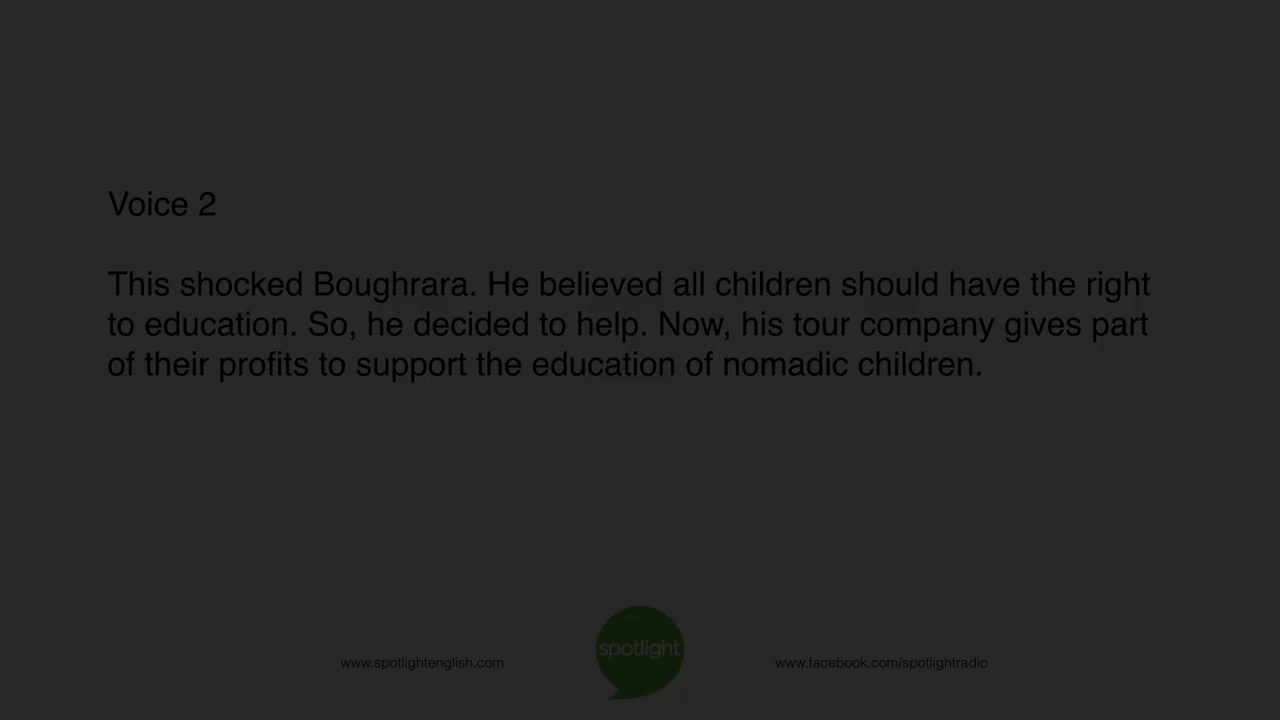 Voice 2
This shocked Boughrara. He believed all children should have the right
to education. So, he decided to help. Now, his tour company gives part
of their profits to support the education of nomadic children.
spotlight
www.spotlightenglish.com
www.facebook.com/spotlightradio